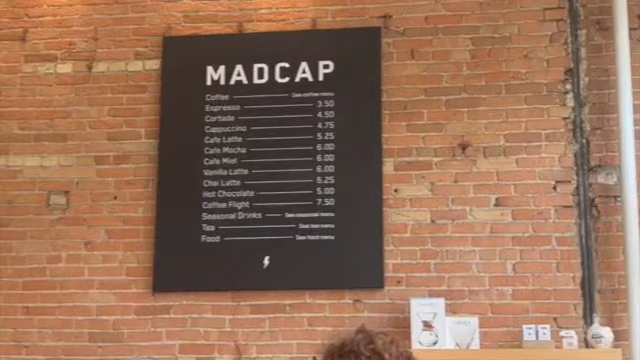 MADCAP
Coffee See coffee menu
Espresso 3.50
Cortado 4.50
Cappuccino 4.75
Cafe Latte 5.25
Cafe Mocha 6.00
Cafe Miel 6.00
Vanilla Latte 6.00
Chai Latte 5.25
Hot Chocolate 5.00
Coffee Flight 7.50
Seasonal Drinks See seasonal menu
Tea See tea menu
Food See food menu